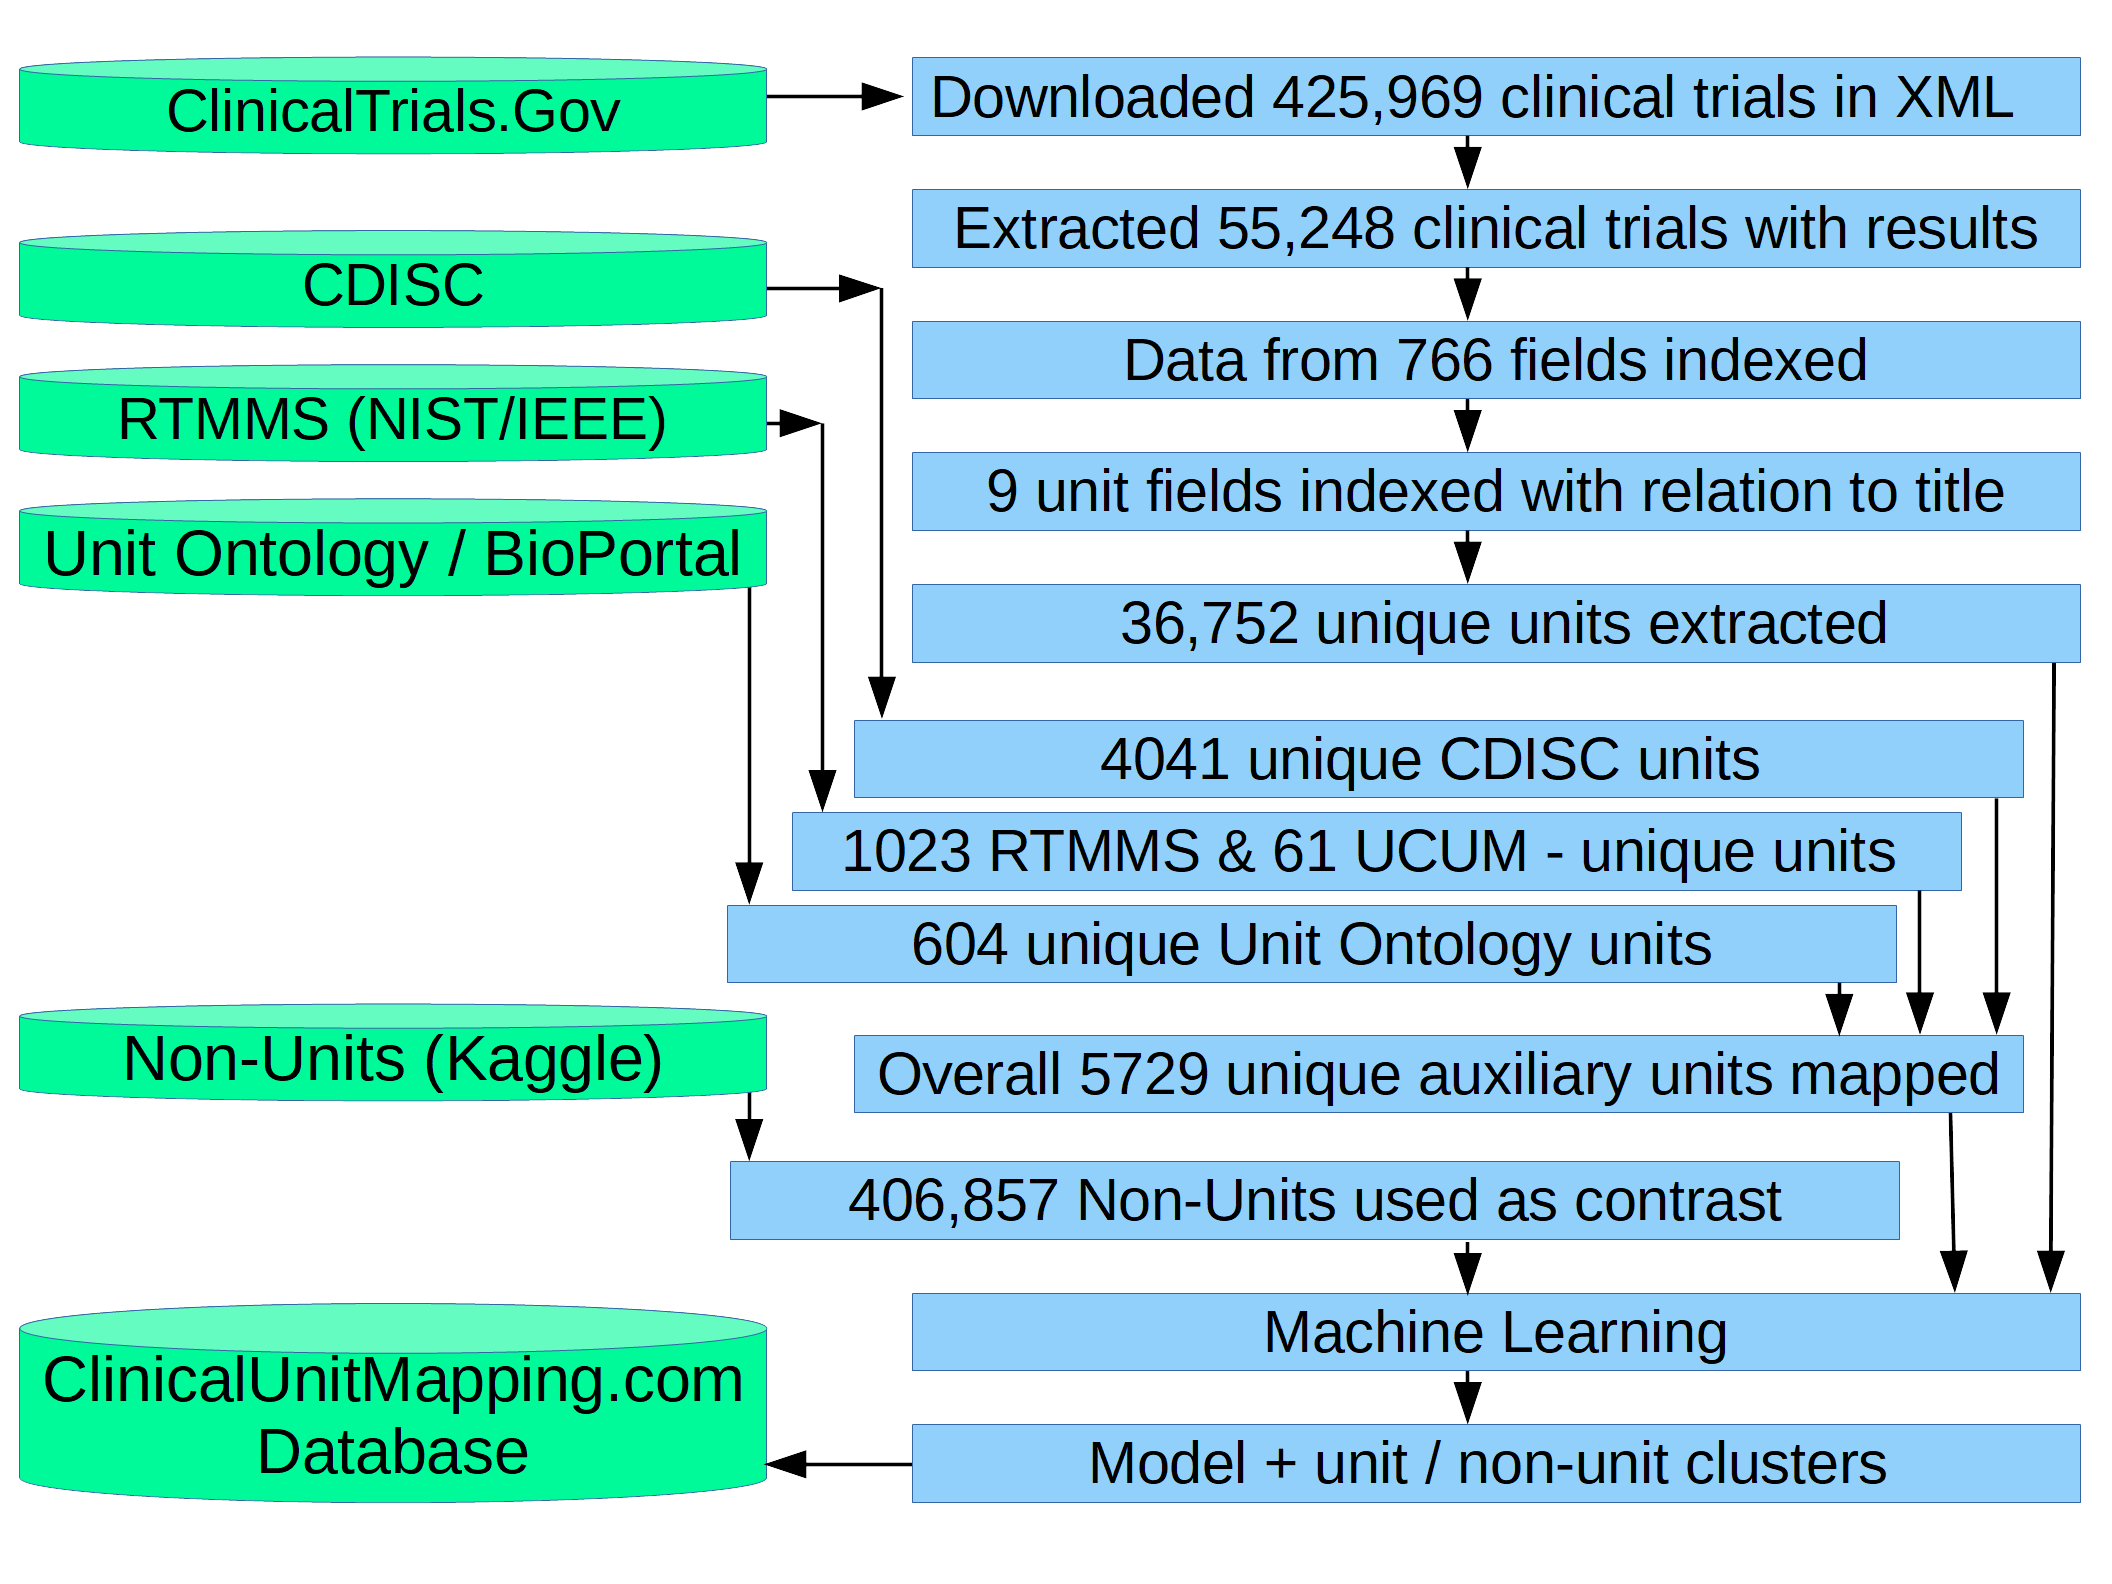 ClinicalTrials.Gov
Downloaded 425,969 clinical trials in XML
Extracted 55,248 clinical trials with results
CDISC
Data from 766 fields indexed
RTMMS (NIST/IEEE)
9 unit fields indexed with relation to title
Unit Ontology / BioPortal
36,752 unique units extracted
4041 unique CDISC units
1023 RTMMS & 61 UCUM - unique units
604 unique Unit Ontology units
Non-Units (Kaggle)
Overall 5729 unique auxiliary units mapped
406,857 Non-Units used as contrast
Machine Learning
ClinicalUnitMapping.com
Database
Model + unit / non-unit clusters